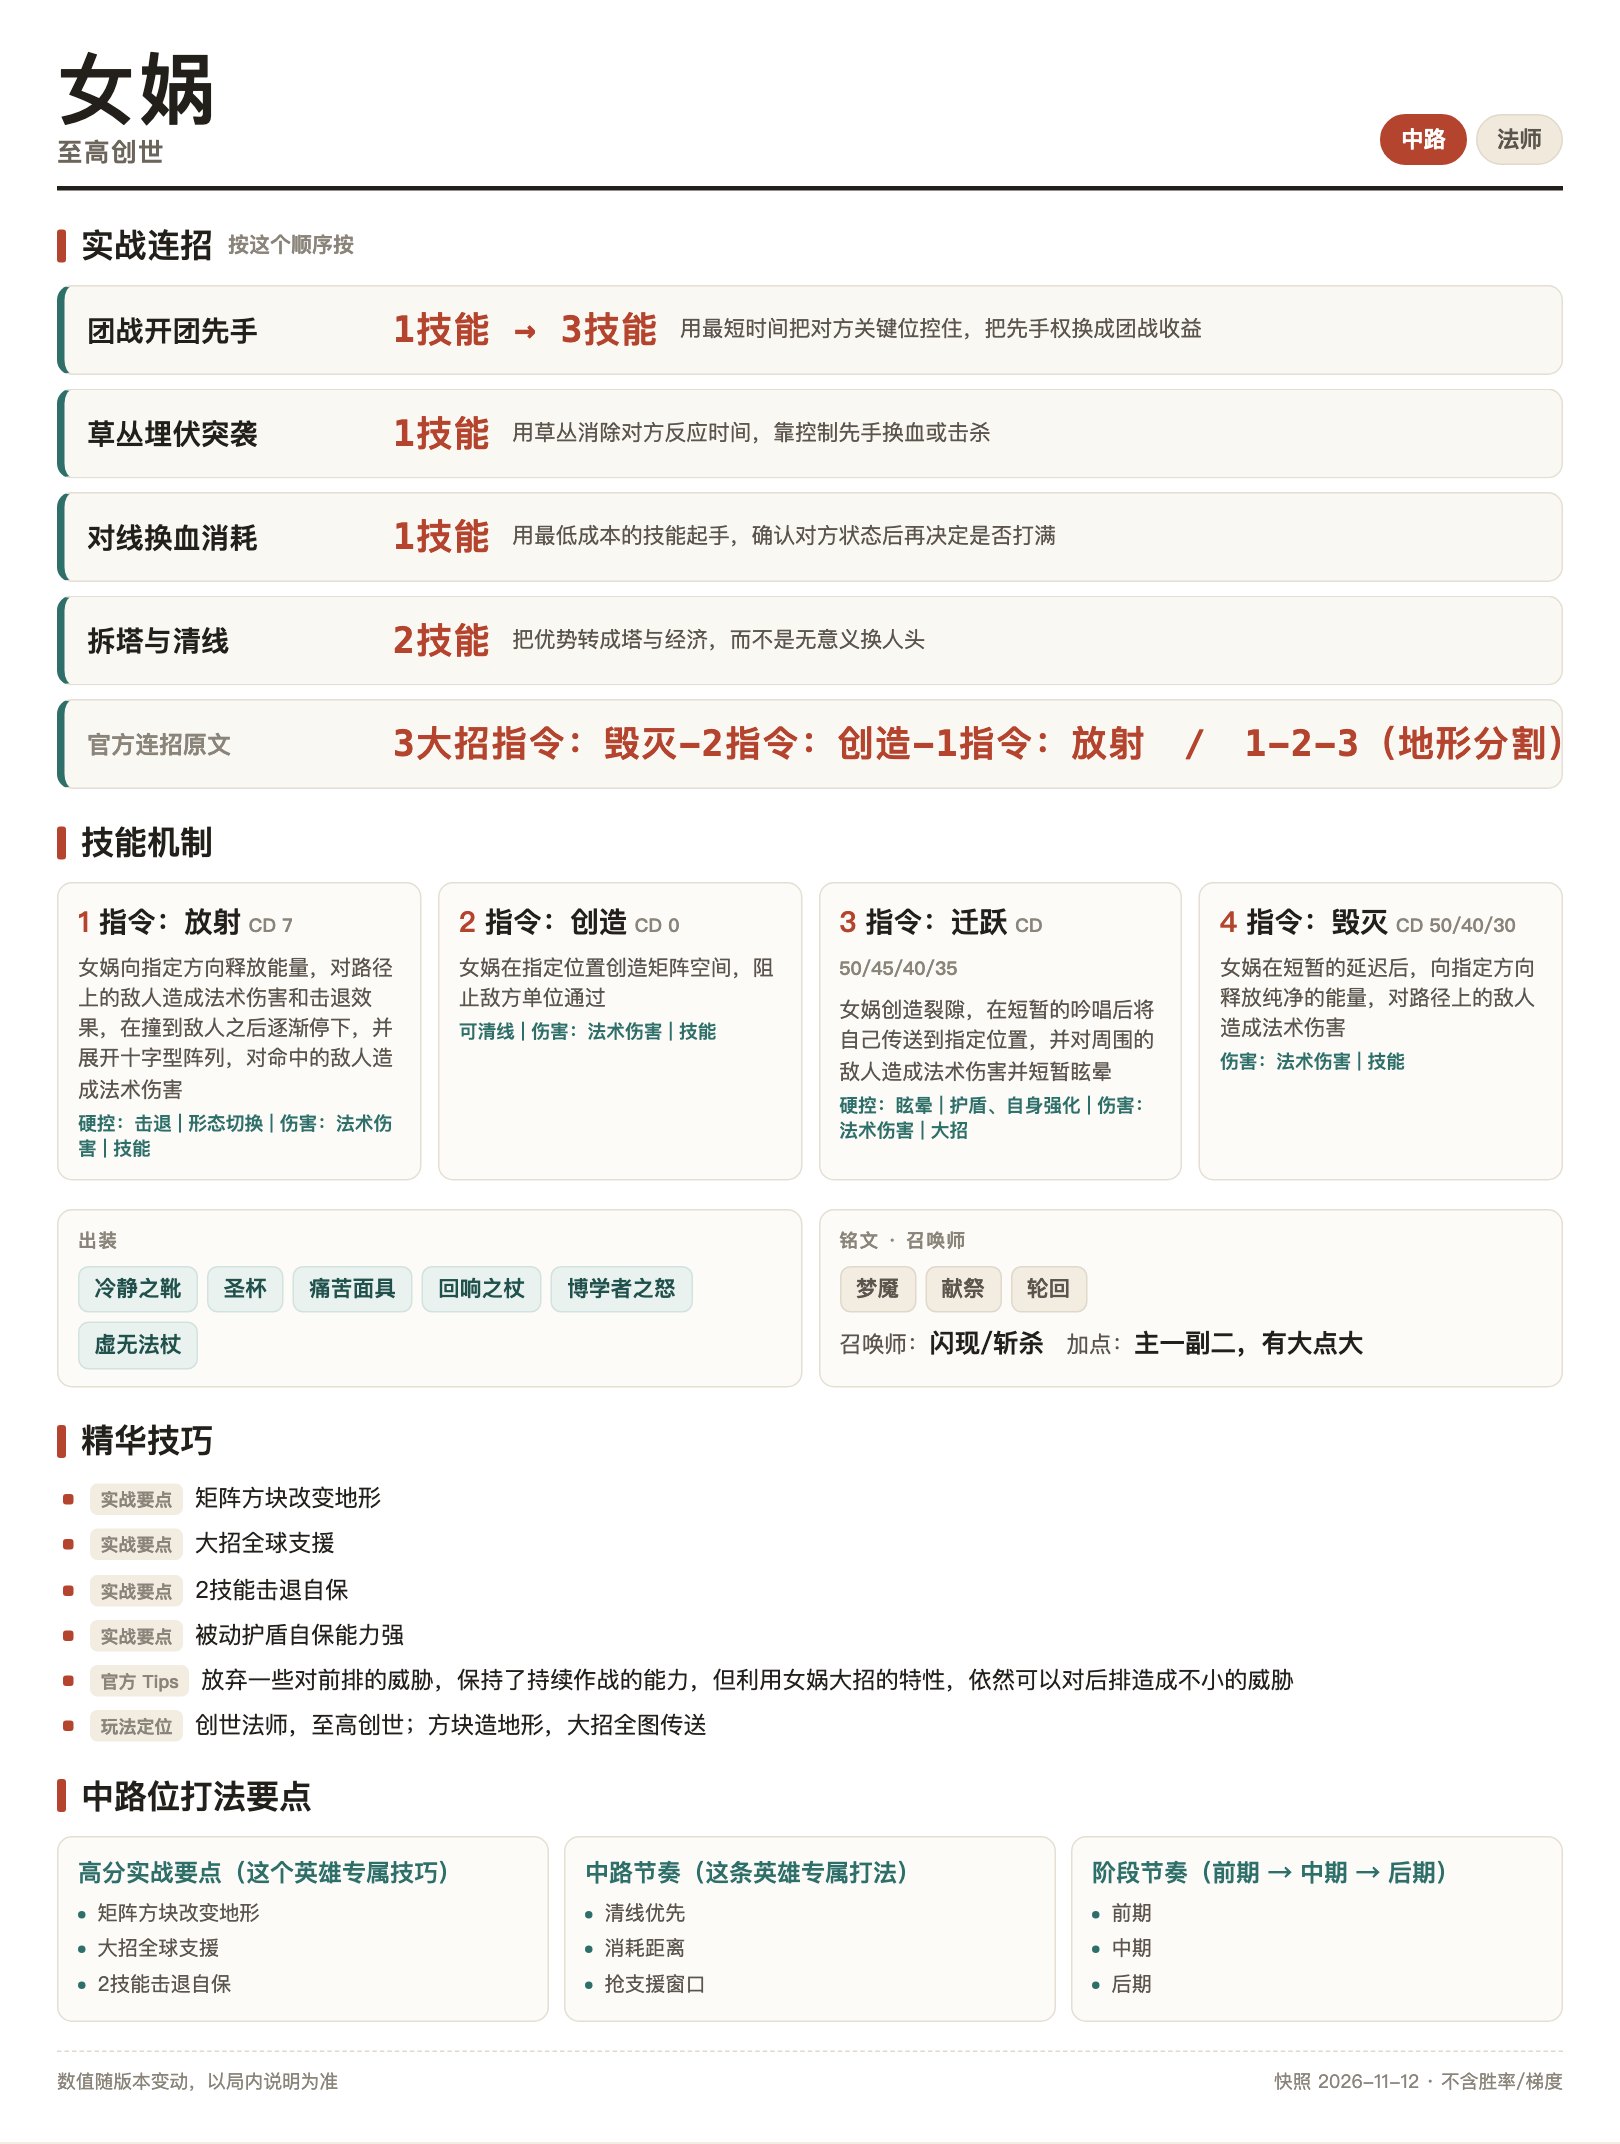 女娲
至高创世
中路 法师
实战连招 按这个顺序按
团战开团先手 1技能 → 3技能 用最短时间把对方关键位控住，把先手权换成团战收益
草丛埋伏突袭 1技能 用草丛消除对方反应时间，靠控制先手换血或击杀
对线换血消耗 1技能 用最低成本的技能起手，确认对方状态后再决定是否打满
拆塔与清线 2技能 把优势转成塔与经济，而不是无意义换人头
官方连招原文 3大招指令：毁灭-2指令：创造-1指令：放射 / 1-2-3（地形分割）
技能机制
1 指令：放射 CD 7
女娲向指定方向释放能量，对路径
上的敌人造成法术伤害和击退效
果，在撞到敌人之后逐渐停下，并
展开十字型阵列，对命中的敌人造
成法术伤害
硬控：击退 | 形态切换 | 伤害：法术伤
害 | 技能
2 指令：创造 CD 0
女娲在指定位置创造矩阵空间，阻
止敌方单位通过
可清线 | 伤害：法术伤害 | 技能
3 指令：迁跃 CD
50/45/40/35
女娲创造裂隙，在短暂的吟唱后将
自己传送到指定位置，并对周围的
敌人造成法术伤害并短暂眩晕
硬控：眩晕 | 护盾、自身强化 | 伤害：
法术伤害 | 大招
4 指令：毁灭 CD 50/40/30
女娲在短暂的延迟后，向指定方向
释放纯净的能量，对路径上的敌人
造成法术伤害
伤害：法术伤害 | 技能
出装
冷静之靴 圣杯 痛苦面具 回响之杖 博学者之怒
虚无法杖
铭文 · 召唤师
梦魇 献祭 轮回
召唤师：闪现/斩杀 加点：主一副二，有大点大
精华技巧
实战要点 矩阵方块改变地形
实战要点 大招全球支援
实战要点 2技能击退自保
实战要点 被动护盾自保能力强
官方 Tips 放弃一些对前排的威胁，保持了持续作战的能力，但利用女娲大招的特性，依然可以对后排造成不小的威胁
玩法定位 创世法师，至高创世；方块造地形，大招全图传送
中路位打法要点
高分实战要点（这个英雄专属技巧）
• 矩阵方块改变地形
• 大招全球支援
• 2技能击退自保
中路节奏（这条英雄专属打法）
• 清线优先
• 消耗距离
• 抢支援窗口
阶段节奏（前期 → 中期 → 后期）
• 前期
• 中期
• 后期
数值随版本变动，以局内说明为准
快照 2026-11-12 · 不含胜率/梯度